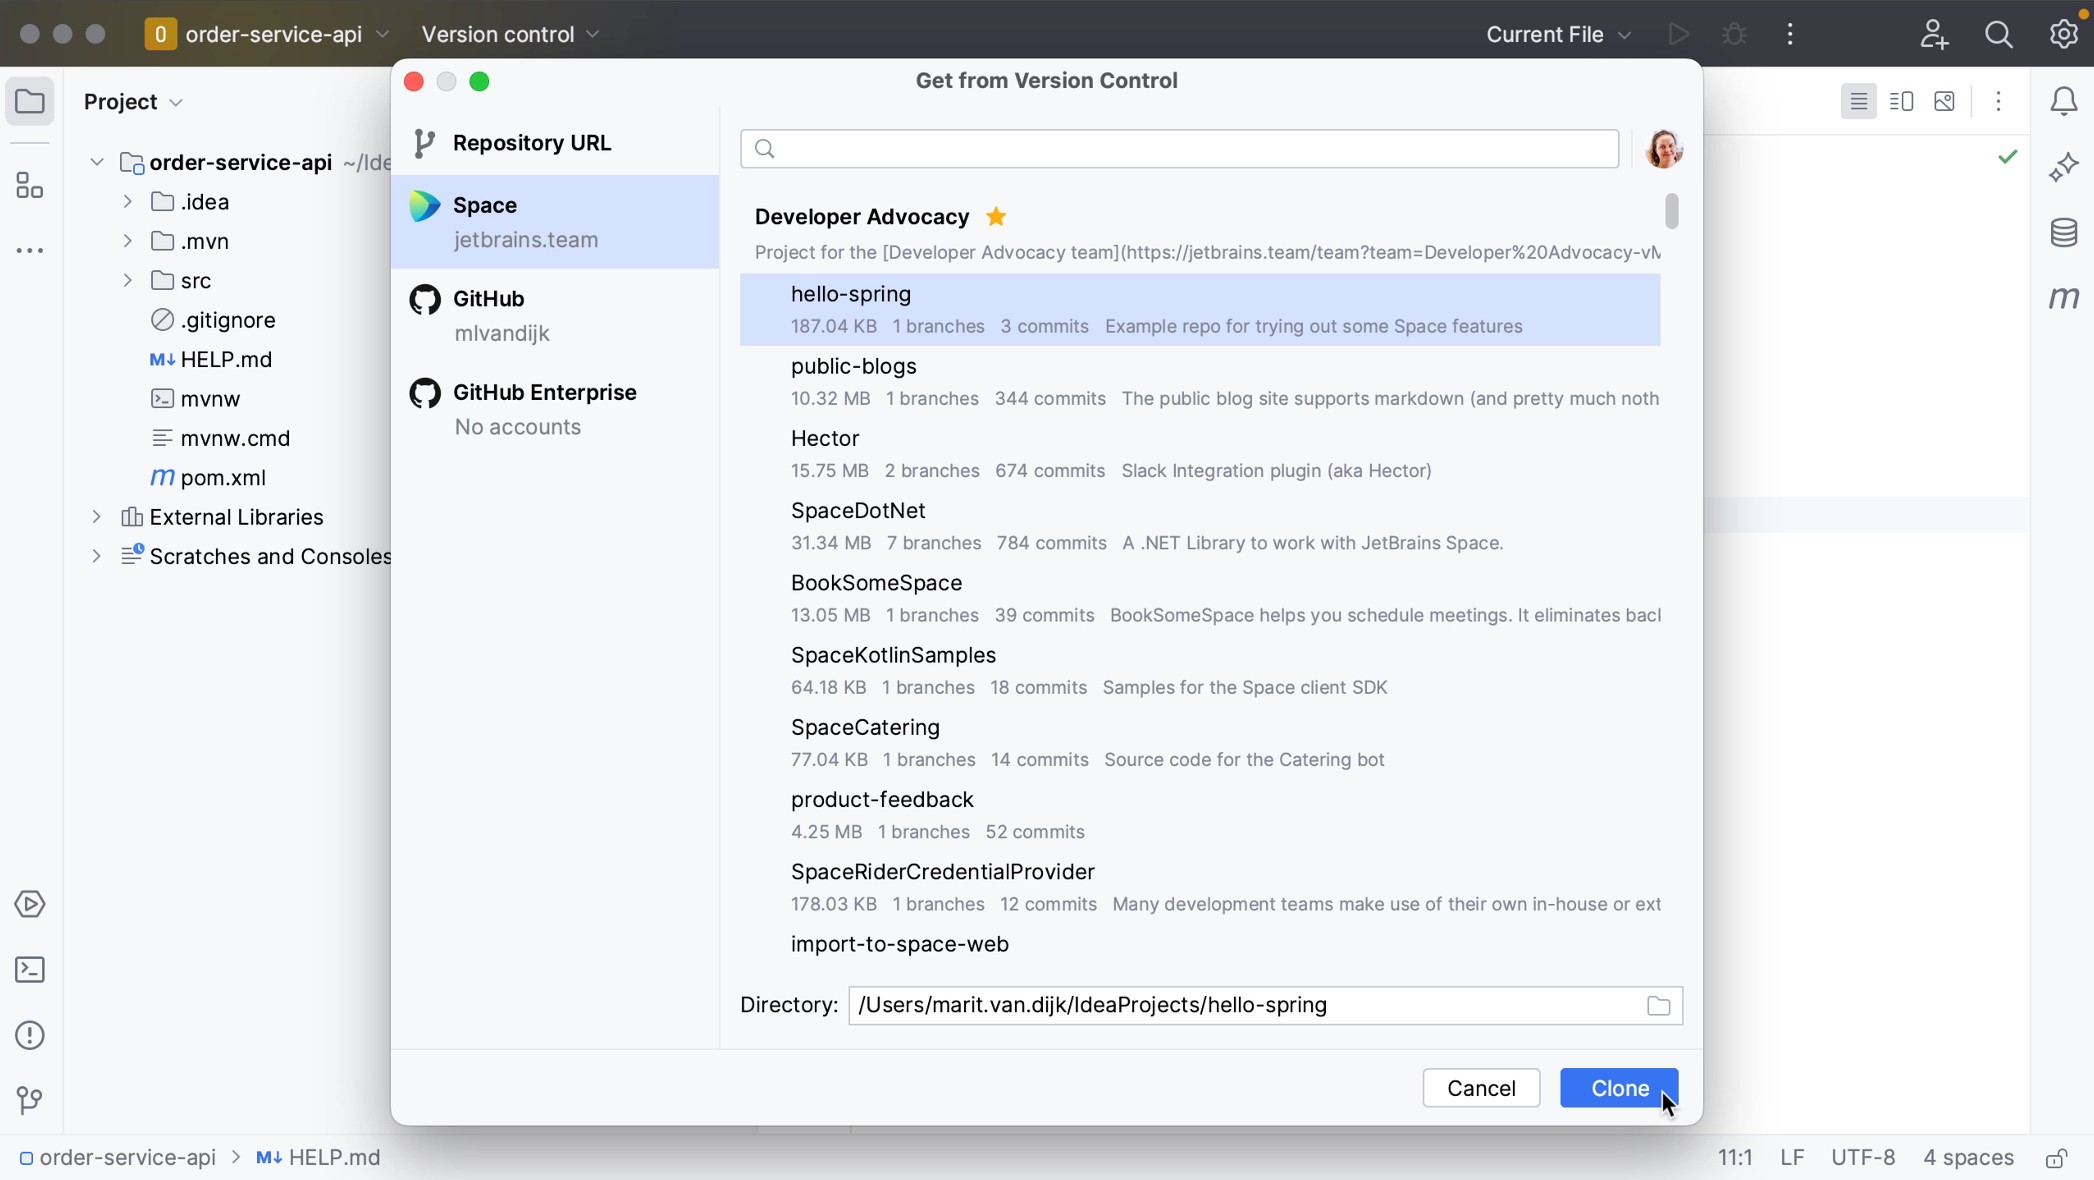 O order-service-api Version control Current File
Get from Version Control
Project
order-service-api ~/Ide
.idea
.mvn
src
.gitignore
M↓ HELP.md
mvnw
mvnw.cmd
m pom.xml
External Libraries
Scratches and Consoles
Repository URL
Space
jetbrains.team
GitHub
mlvandijk
GitHub Enterprise
No accounts
Developer Advocacy
Project for the [Developer Advocacy team](https://jetbrains.team/team?team=Developer%20Advocacy-vM
hello-spring
187.04 KB 1 branches 3 commits Example repo for trying out some Space features
public-blogs
10.32 MB 1 branches 344 commits The public blog site supports markdown (and pretty much noth
Hector
15.75 MB 2 branches 674 commits Slack Integration plugin (aka Hector)
SpaceDotNet
31.34 MB 7 branches 784 commits A .NET Library to work with JetBrains Space.
BookSomeSpace
13.05 MB 1 branches 39 commits BookSomeSpace helps you schedule meetings. It eliminates bacl
SpaceKotlinSamples
64.18 KB 1 branches 18 commits Samples for the Space client SDK
SpaceCatering
77.04 KB 1 branches 14 commits Source code for the Catering bot
product-feedback
4.25 MB 1 branches 52 commits
SpaceRiderCredentialProvider
178.03 KB 1 branches 12 commits Many development teams make use of their own in-house or ext
import-to-space-web
Directory: /Users/marit.van.dijk/IdeaProjects/hello-spring
Cancel Clone
m
order-service-api > M↓ HELP.md 11:1 LF UTF-8 4 spaces